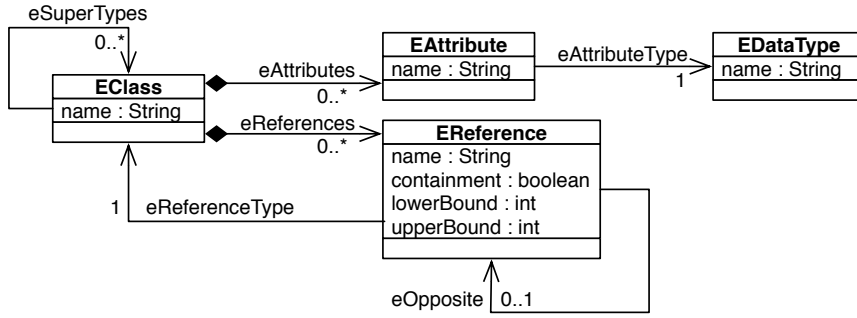 eSuperTypes
0..*
EClass
name : String
eAttributes
0..*
EAttribute
name : String
eAttributeType
1
EDataType
name : String
eReferences
0..*
EReference
name : String
containment : boolean
lowerBound : int
upperBound : int
1
eReferenceType
eOpposite
0..1